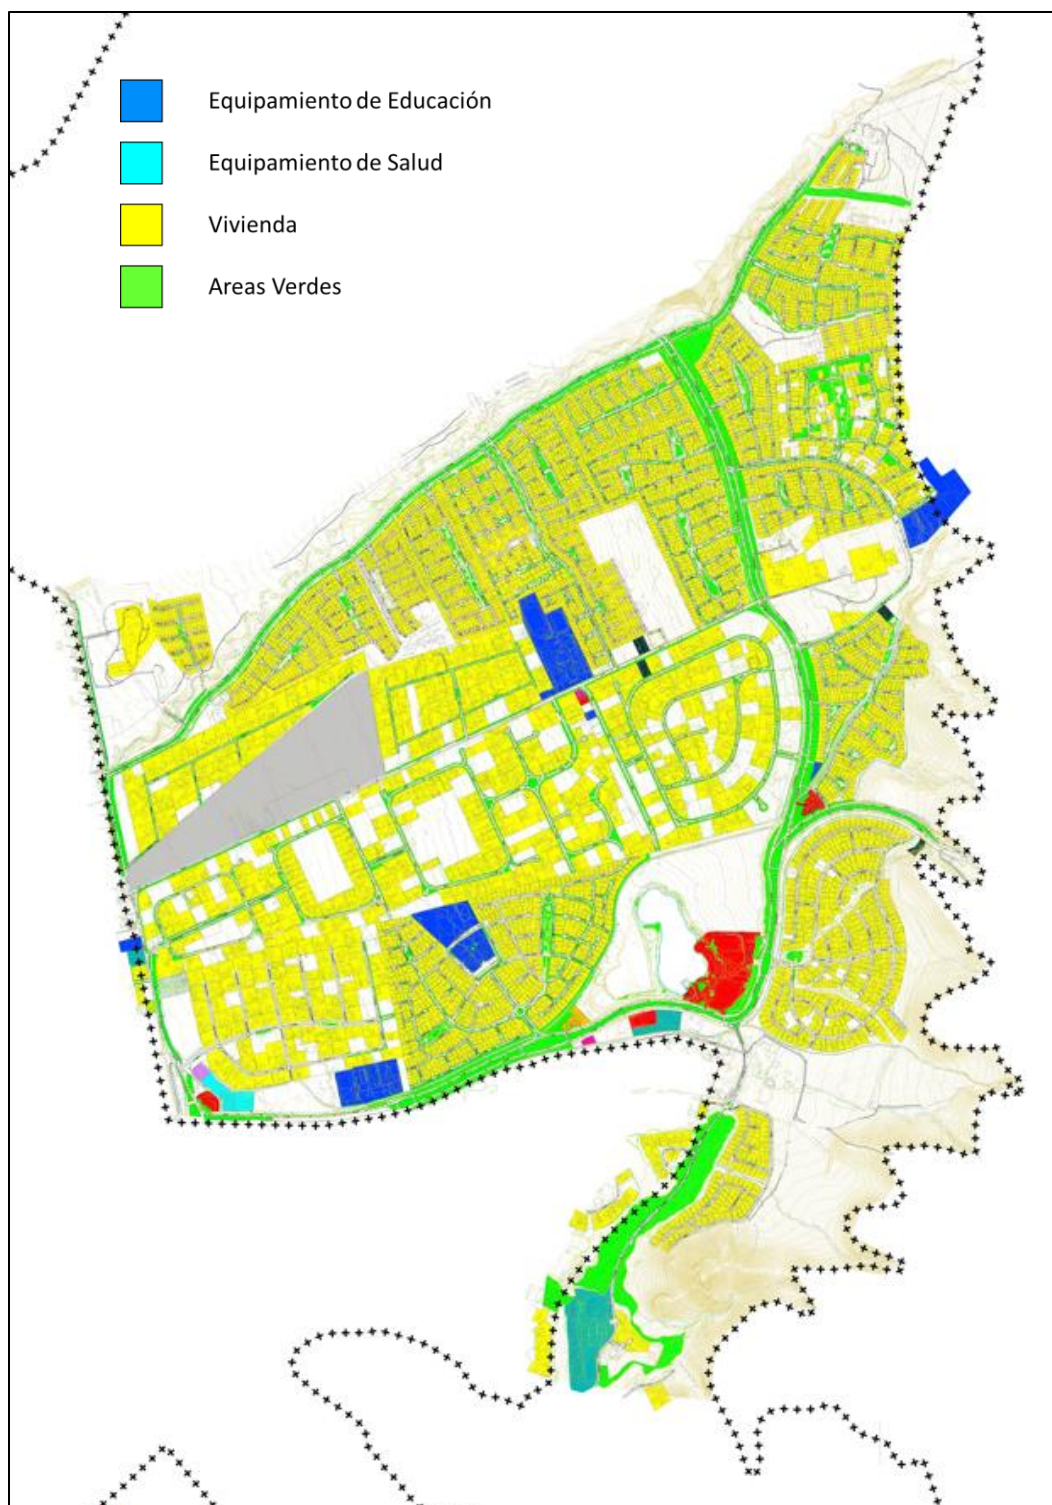 Equipamiento de Educación
Equipamiento de Salud
Vivienda
Areas Verdes